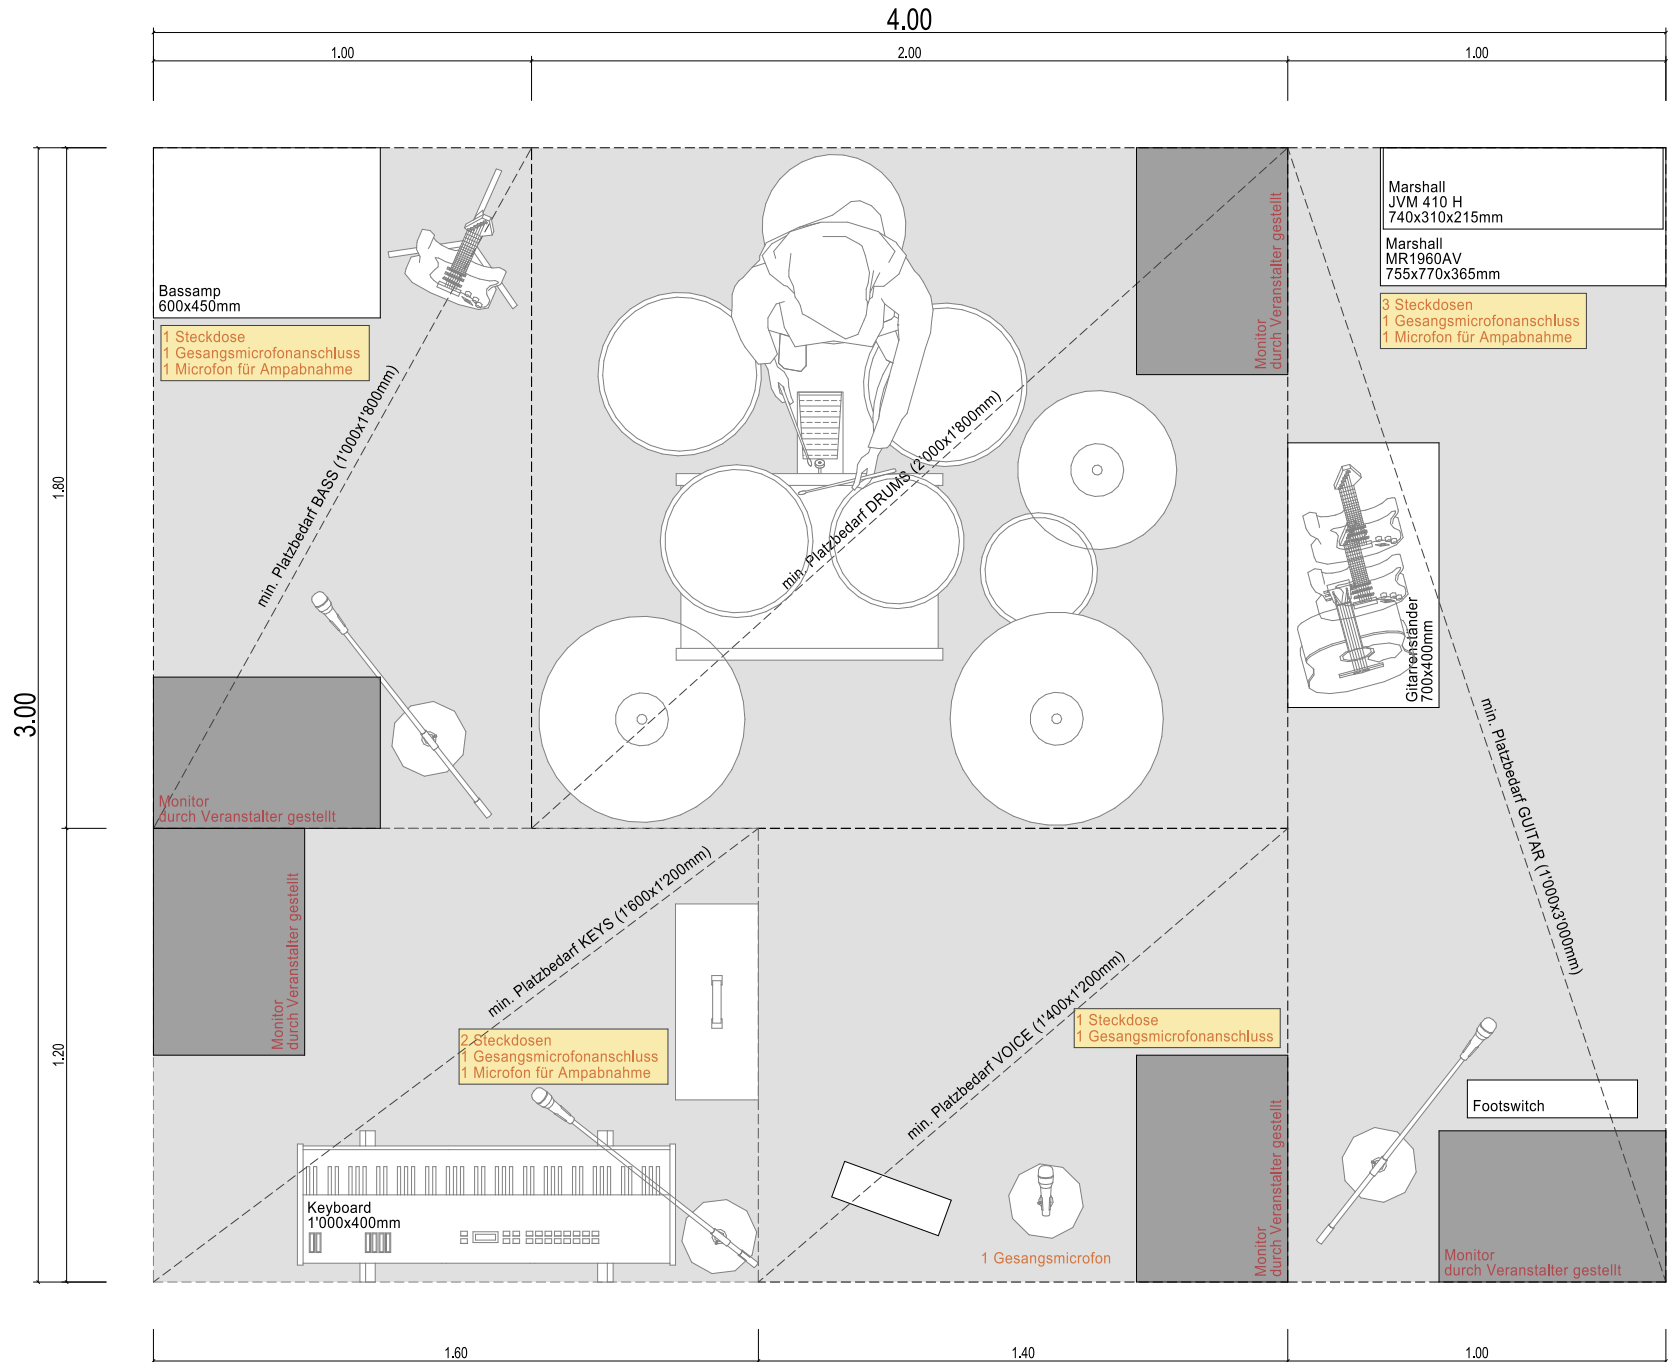 4.00
1.00
2.00
1.00
3.00
1.80
1.20
Bassamp
600x450mm
1 Steckdose
1 Gesangsmicrofonanschluss
1 Microfon für Ampabnahme
min. Platzbedarf BASS (1'000x1'800mm)
Monitor
durch Veranstalter gestellt
min. Platzbedarf DRUMS (2'000x1'800mm)
Monitor
durch Veranstalter gestellt
Marshall
JVM 410 H
740x310x215mm
Marshall
MR1960AV
755x770x365mm
3 Steckdosen
1 Gesangsmicrofonanschluss
1 Microfon für Ampabnahme
Gitarrenständer
700x400mm
min. Platzbedarf GUITAR (1'000x3'000mm)
Monitor
durch Veranstalter gestellt
min. Platzbedarf KEYS (1'600x1'200mm)
2 Steckdosen
1 Gesangsmicrofonanschluss
1 Microfon für Ampabnahme
Keyboard
1'000x400mm
min. Platzbedarf VOICE (1'400x1'200mm)
1 Steckdose
1 Gesangsmicrofonanschluss
1 Gesangsmicrofon
Monitor
durch Veranstalter gestellt
Footswitch
Monitor
durch Veranstalter gestellt
1.60
1.40
1.00